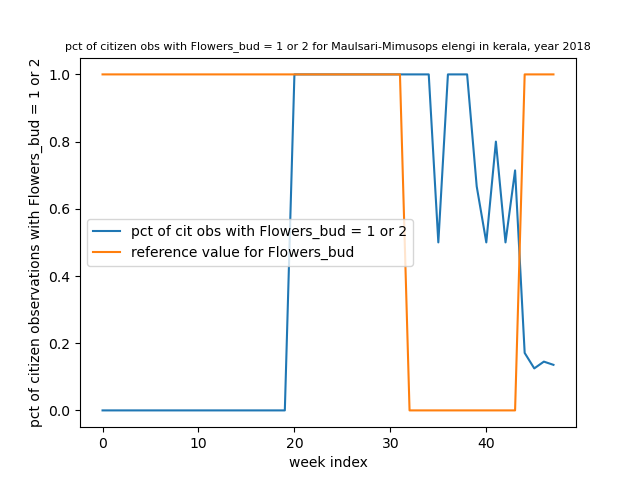 pct of citizen obs with Flowers_bud = 1 or 2 for Maulsari-Mimusops elengi in kerala, year 2018
pct of citizen observations with Flowers_bud = 1 or 2
1.0
0.8
0.6
0.4
0.2
0.0
pct of cit obs with Flowers_bud = 1 or 2
reference value for Flowers_bud
0 10 20 30 40
week index